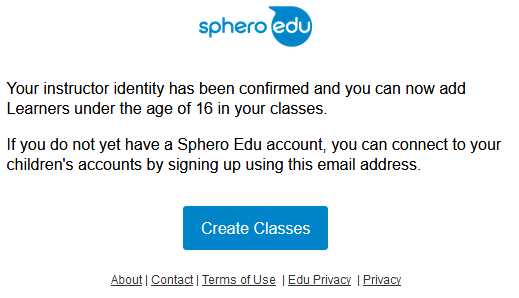 sphero edu
Your instructor identity has been confirmed and you can now add
Learners under the age of 16 in your classes.
If you do not yet have a Sphero Edu account, you can connect to your
children's accounts by signing up using this email address.
Create Classes
About | Contact | Terms of Use | Edu Privacy | Privacy